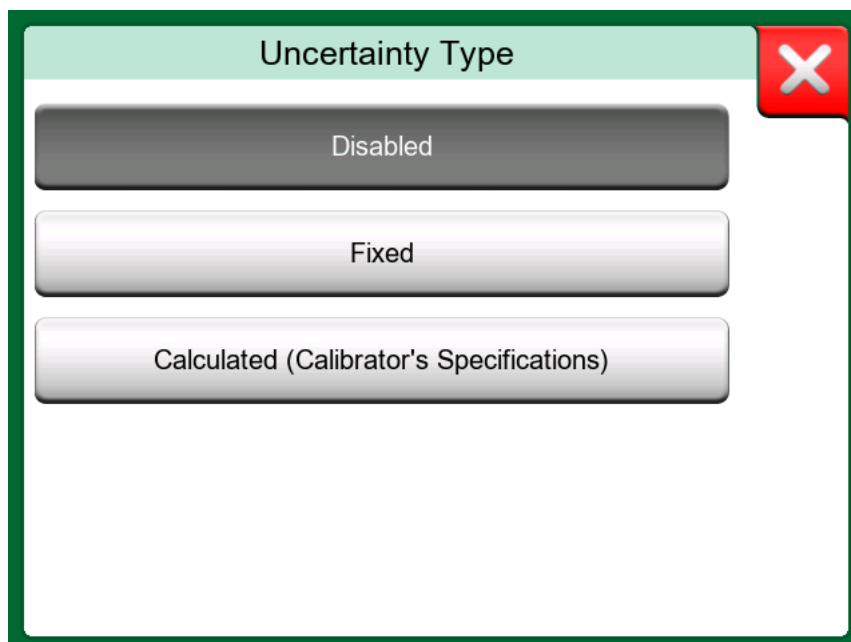 Uncertainty Type
Disabled
Fixed
Calculated (Calibrator's Specifications)